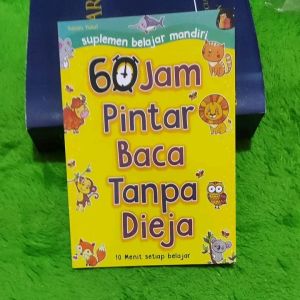 suplemen belajar mandiri
60 Jam
Pintar
Baca
Tanpa
Dieja
10 Menit setiap belajar